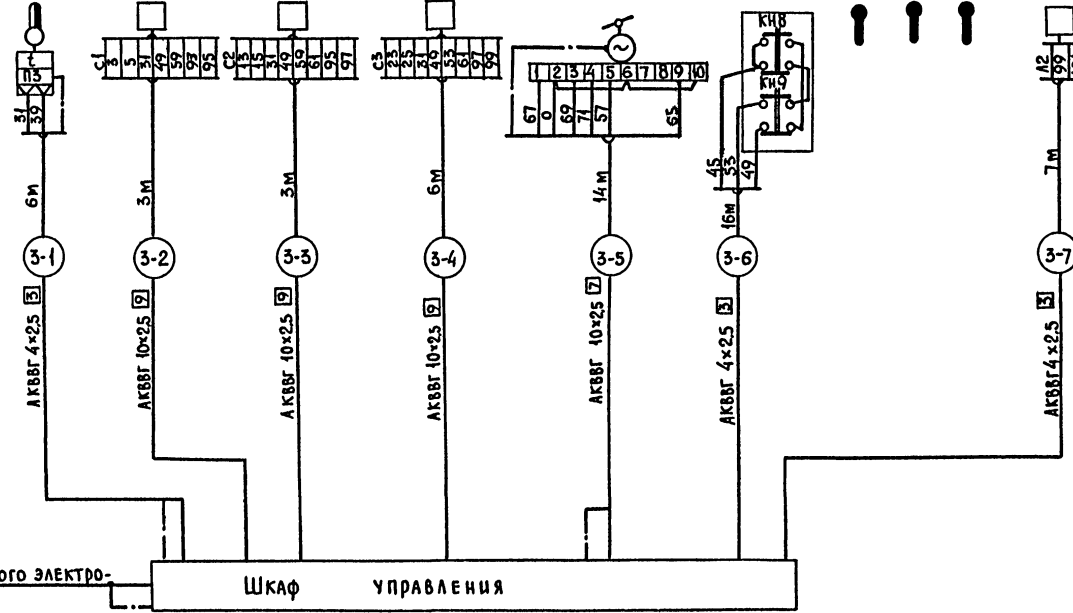 t
П3
31 39
С1 3 5 31 49 59 93 95
С2 13 15 31 49 59 61 95 97
С3 23 25 31 49 53 61 97 99
1 2 3 4 5 6 7 8 9 10
67 0 69 71 57 65
КН8
КН9
45 53 49
Л2 99
6м
3м
3м
6м
14м
16м
7м
3-1
3-2
3-3
3-4
3-5
3-6
3-7
АКВВГ 4×2,5 3
АКВВГ 10×2,5 9
АКВВГ 10×2,5 9
АКВВГ 10×2,5 9
АКВВГ 10×2,5 7
АКВВГ 4×2,5 3
АКВВГ 4×2,5 3
ого электро-
Шкаф управления